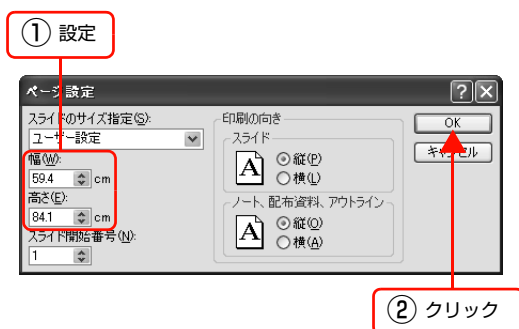 ① 設定
ページ設定
スライドのサイズ指定(S):
ユーザー設定
幅(W):
59.4 cm
高さ(E):
84.1 cm
スライド開始番号(N):
1
印刷の向き
スライド
A
縦(P)
横(L)
ノート、配布資料、アウトライン
A
縦(O)
横(A)
OK
キャンセル
② クリック